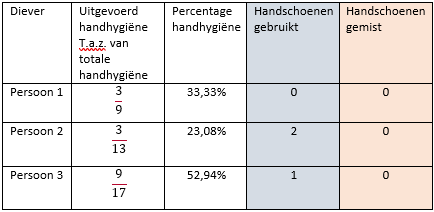 Diever Uitgevoerd Percentage Handschoenen Handschoenen
handhygiëne handhygiëne gebruikt gemist
T.a.z. van
totale
handhygiëne
Persoon 1 3/9 33,33% 0 0
Persoon 2 3/13 23,08% 2 0
Persoon 3 9/17 52,94% 1 0